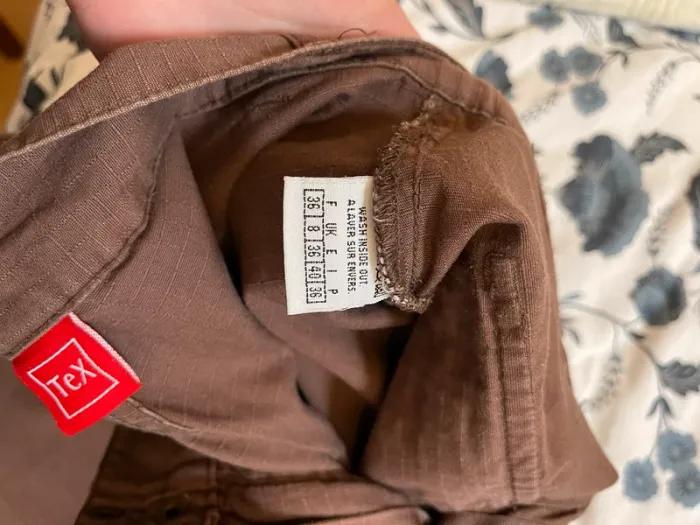 TeX
WASH INSIDE OUT.
A LAVER SUR ENVERS.
F UK E I P
36 8 36 40 36